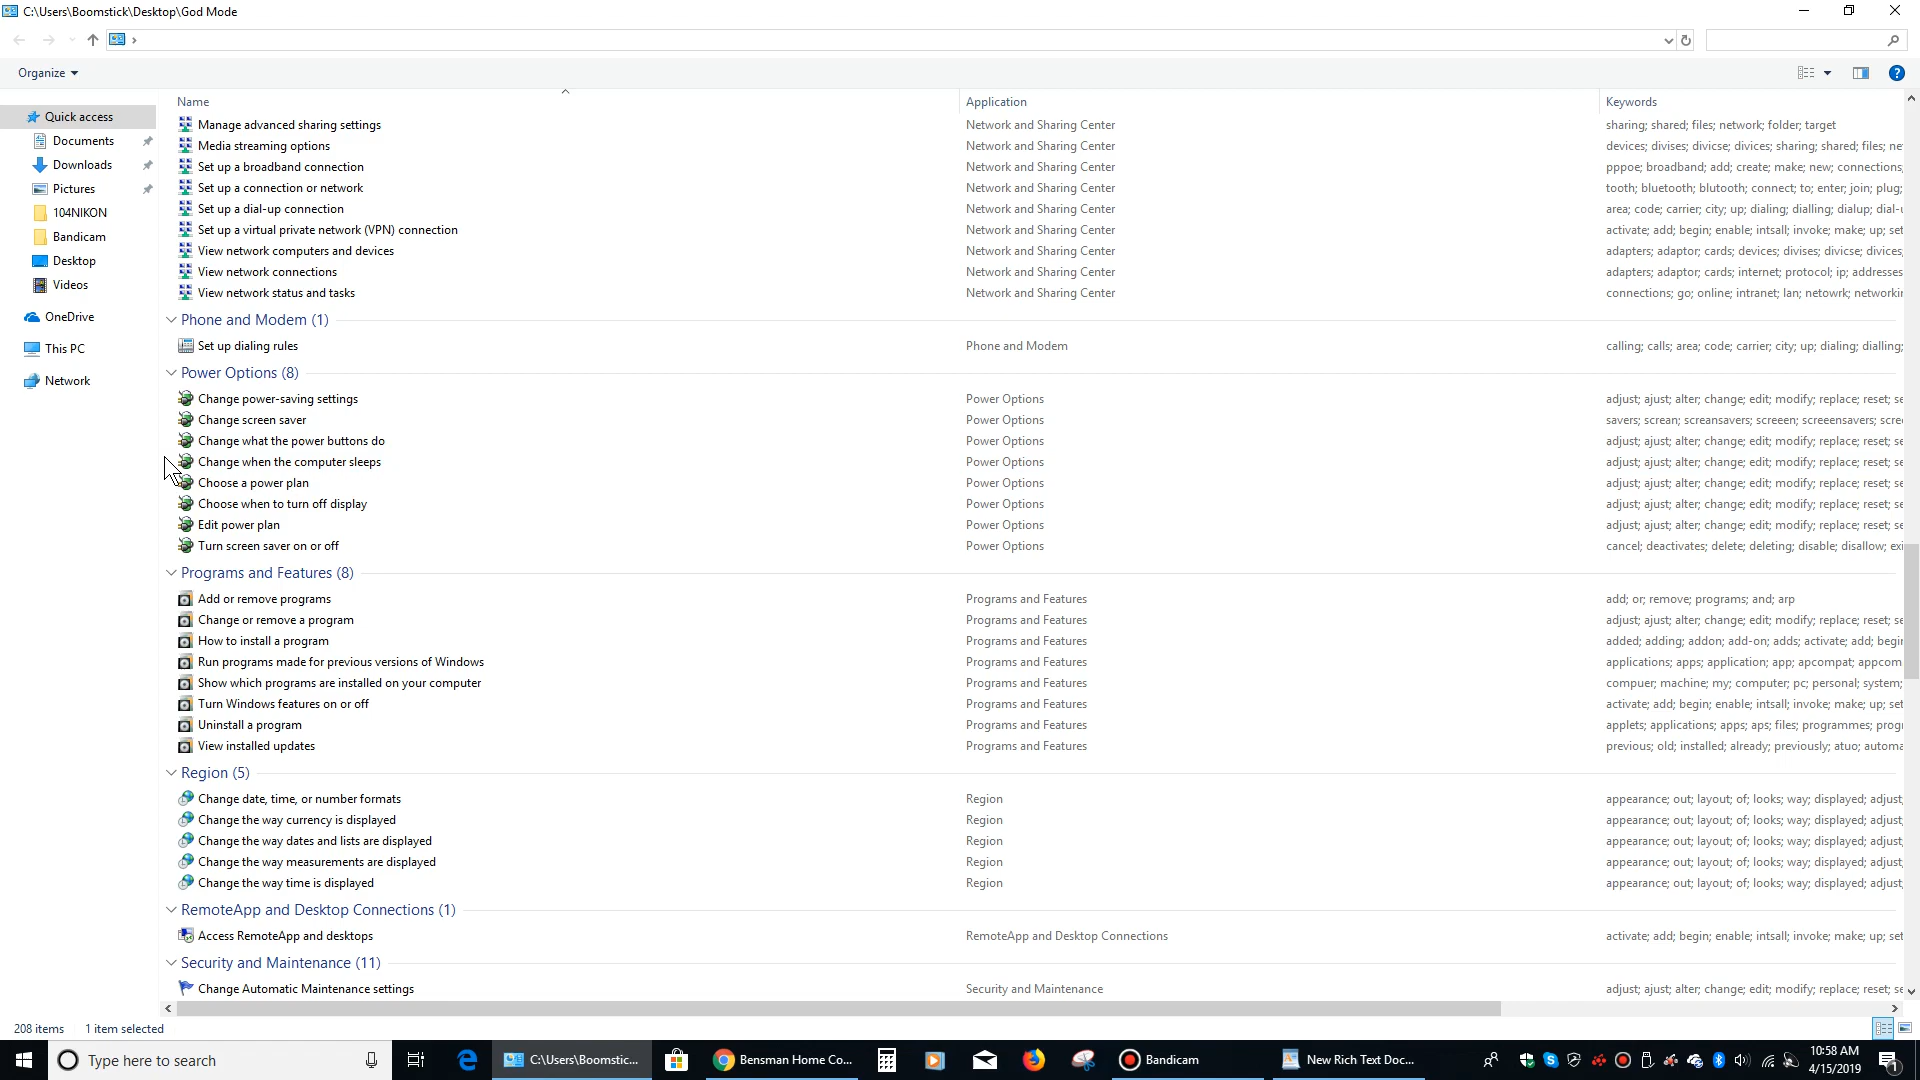 C:\Users\Boomstick\Desktop\God Mode
Organize
Name Application Keywords
Quick access
Documents
Downloads
Pictures
104NIKON
Bandicam
Desktop
Videos
OneDrive
This PC
Network
Manage advanced sharing settings Network and Sharing Center sharing; shared; files; network; folder; target
Media streaming options Network and Sharing Center devices; divises; divicse; divices; sharing; shared; files; ne
Set up a broadband connection Network and Sharing Center pppoe; broadband; add; create; make; new; connections;
Set up a connection or network Network and Sharing Center tooth; bluetooth; blutooth; connect; to; enter; join; plug;
Set up a dial-up connection Network and Sharing Center area; code; carrier; city; up; dialing; dialling; dialup; dial-u
Set up a virtual private network (VPN) connection Network and Sharing Center activate; add; begin; enable; intsall; invoke; make; up; set
View network computers and devices Network and Sharing Center adapters; adaptor; cards; devices; divises; divicse; divices;
View network connections Network and Sharing Center adapters; adaptor; cards; internet; protocol; ip; addresses
View network status and tasks Network and Sharing Center connections; go; online; intranet; lan; netowrk; networkin
Phone and Modem (1)
Set up dialing rules Phone and Modem calling; calls; area; code; carrier; city; up; dialing; dialling;
Power Options (8)
Change power-saving settings Power Options adjust; ajust; alter; change; edit; modify; replace; reset; se
Change screen saver Power Options savers; screan; screansavers; screeen; screeensavers; scre
Change what the power buttons do Power Options adjust; ajust; alter; change; edit; modify; replace; reset; se
Change when the computer sleeps Power Options adjust; ajust; alter; change; edit; modify; replace; reset; se
Choose a power plan Power Options adjust; ajust; alter; change; edit; modify; replace; reset; se
Choose when to turn off display Power Options adjust; ajust; alter; change; edit; modify; replace; reset; se
Edit power plan Power Options adjust; ajust; alter; change; edit; modify; replace; reset; se
Turn screen saver on or off Power Options cancel; deactivates; delete; deleting; disable; disallow; exi
Programs and Features (8)
Add or remove programs Programs and Features add; or; remove; programs; and; arp
Change or remove a program Programs and Features adjust; ajust; alter; change; edit; modify; replace; reset; se
How to install a program Programs and Features added; adding; addon; add-on; adds; activate; add; begin
Run programs made for previous versions of Windows Programs and Features applications; apps; application; app; apcompat; appcom
Show which programs are installed on your computer Programs and Features compuer; machine; my; computer; pc; personal; system;
Turn Windows features on or off Programs and Features activate; add; begin; enable; intsall; invoke; make; up; set
Uninstall a program Programs and Features applets; applications; apps; aps; files; programmes; prog
View installed updates Programs and Features previous; old; installed; already; previously; atuo; automa
Region (5)
Change date, time, or number formats Region appearance; out; layout; of; looks; way; displayed; adjust
Change the way currency is displayed Region appearance; out; layout; of; looks; way; displayed; adjust
Change the way dates and lists are displayed Region appearance; out; layout; of; looks; way; displayed; adjust
Change the way measurements are displayed Region appearance; out; layout; of; looks; way; displayed; adjust
Change the way time is displayed Region appearance; out; layout; of; looks; way; displayed; adjust
RemoteApp and Desktop Connections (1)
Access RemoteApp and desktops RemoteApp and Desktop Connections activate; add; begin; enable; intsall; invoke; make; up; set
Security and Maintenance (11)
Change Automatic Maintenance settings Security and Maintenance adjust; ajust; alter; change; edit; modify; replace; reset; se
208 items 1 item selected
Type here to search C:\Users\Boomstic... Bensman Home Co... Bandicam New Rich Text Doc... 10:58 AM
4/15/2019
1